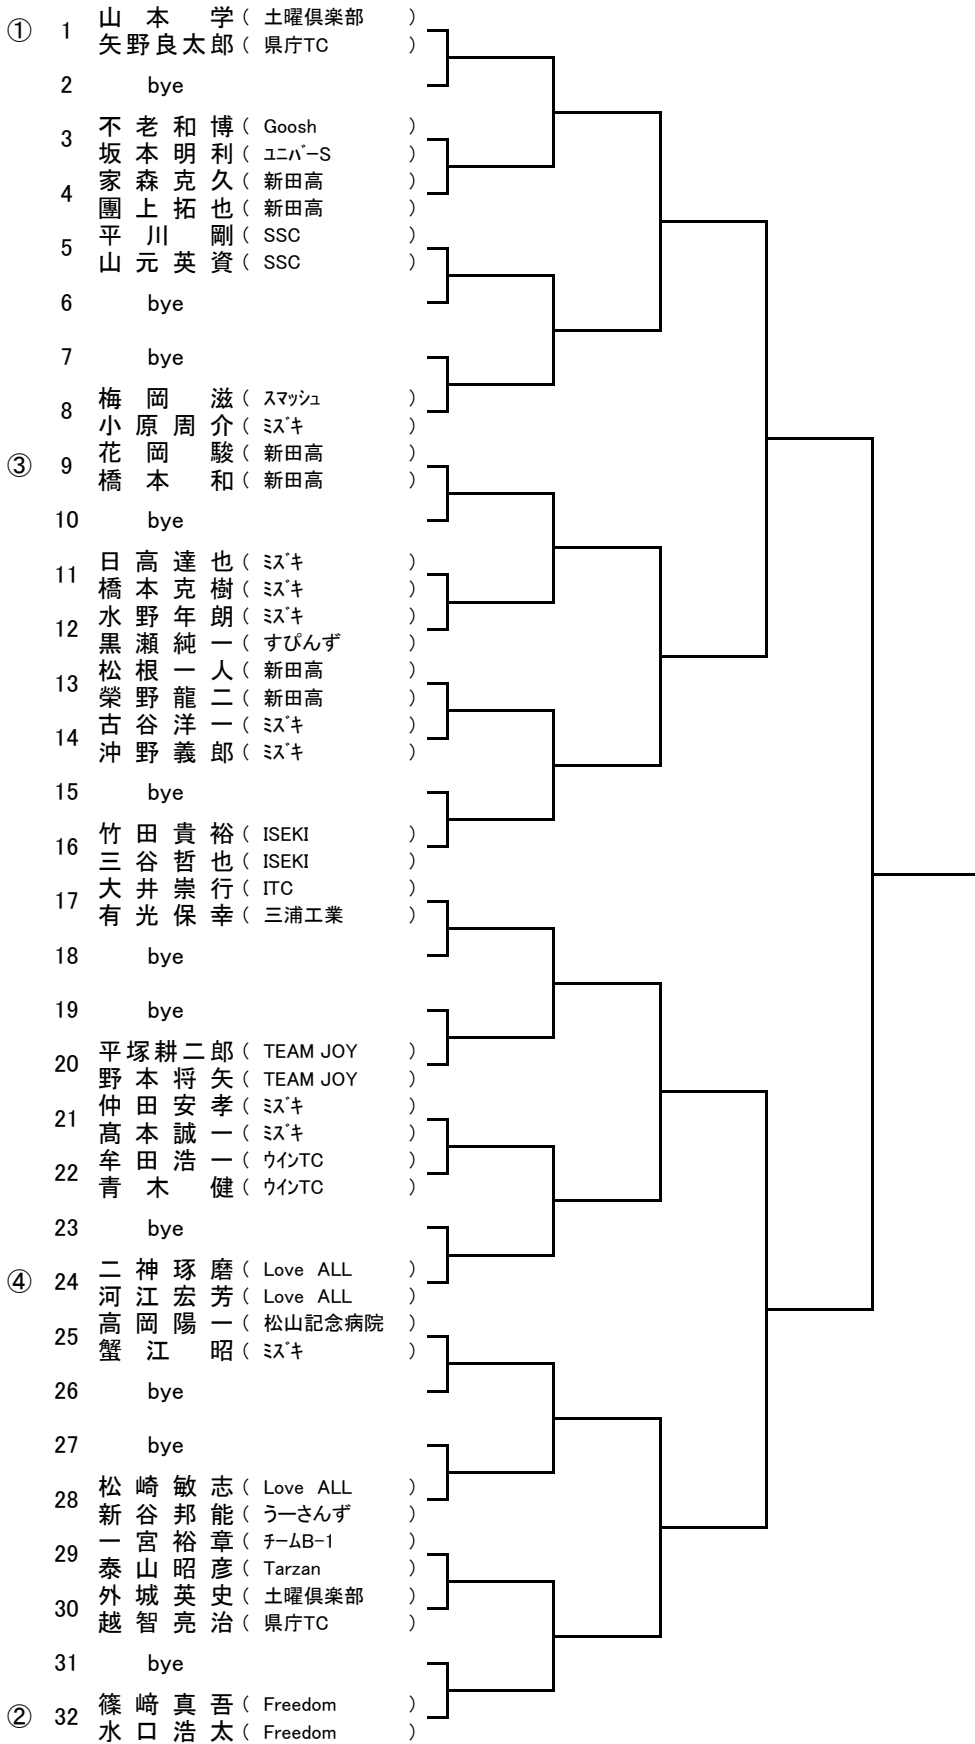 ① 1 山本学 ( 土曜倶楽部 )
矢野良太郎 ( 県庁TC )
2 bye
3 不老和博 ( Goosh )
坂本明利 ( ﾕﾆﾊﾞｰS )
4 家森克久 ( 新田高 )
團上拓也 ( 新田高 )
5 平川剛 ( SSC )
山元英資 ( SSC )
6 bye
7 bye
8 梅岡滋 ( ｽﾏｯｼｭ )
小原周介 ( ﾐｽﾞｷ )
③ 9 花岡駿 ( 新田高 )
橋本和 ( 新田高 )
10 bye
11 日高達也 ( ﾐｽﾞｷ )
橋本克樹 ( ﾐｽﾞｷ )
12 水野年朗 ( ﾐｽﾞｷ )
黒瀬純一 ( すぴんず )
13 松根一人 ( 新田高 )
榮野龍二 ( 新田高 )
14 古谷洋一 ( ﾐｽﾞｷ )
沖野義郎 ( ﾐｽﾞｷ )
15 bye
16 竹田貴裕 ( ISEKI )
三谷哲也 ( ISEKI )
17 大井崇行 ( ITC )
有光保幸 ( 三浦工業 )
18 bye
19 bye
20 平塚耕二郎 ( TEAM JOY )
野本将矢 ( TEAM JOY )
21 仲田安孝 ( ﾐｽﾞｷ )
髙本誠一 ( ﾐｽﾞｷ )
22 牟田浩一 ( ｳｲﾝTC )
青木健 ( ｳｲﾝTC )
23 bye
④ 24 二神琢磨 ( Love ALL )
河江宏芳 ( Love ALL )
25 高岡陽一 ( 松山記念病院 )
蟹江昭 ( ﾐｽﾞｷ )
26 bye
27 bye
28 松崎敏志 ( Love ALL )
新谷邦能 ( うーさんず )
29 一宮裕章 ( ﾁｰﾑB-1 )
泰山昭彦 ( Tarzan )
30 外城英史 ( 土曜倶楽部 )
越智亮治 ( 県庁TC )
31 bye
② 32 篠﨑真吾 ( Freedom )
水口浩太 ( Freedom )